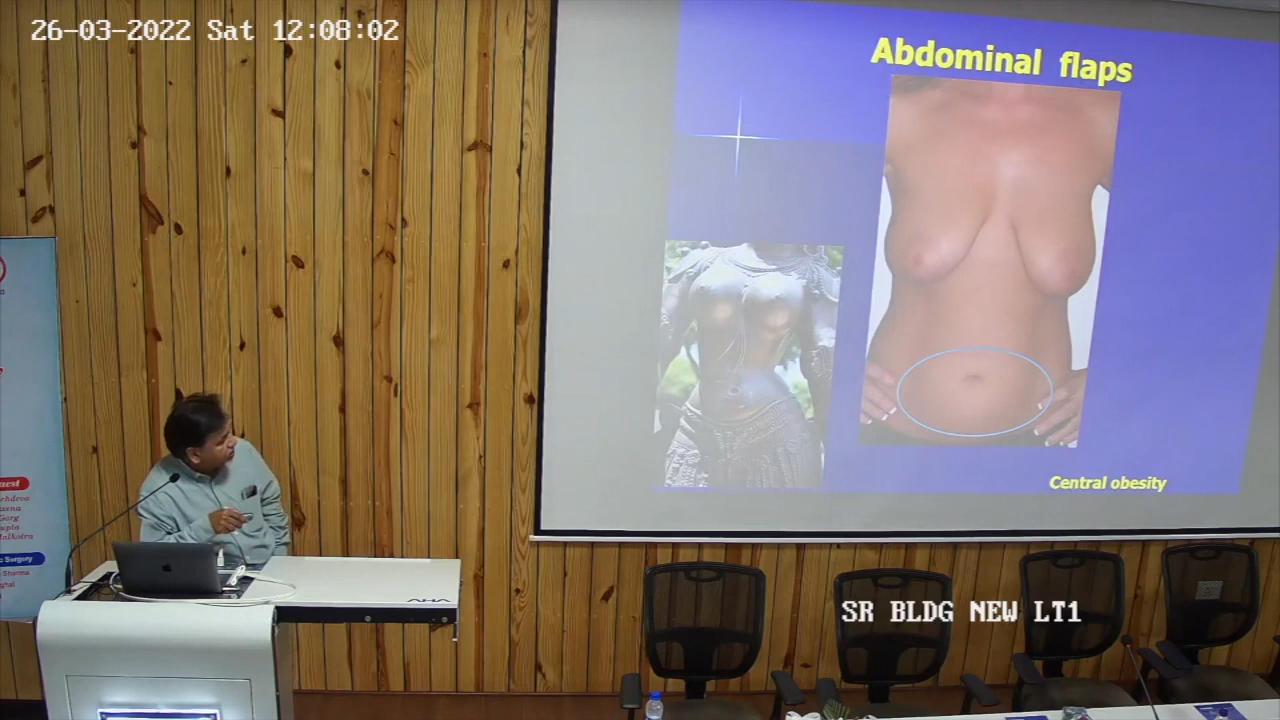 26-03-2022 Sat 12:08:02
Abdominal flaps
Central obesity
SR BLDG NEW LT1